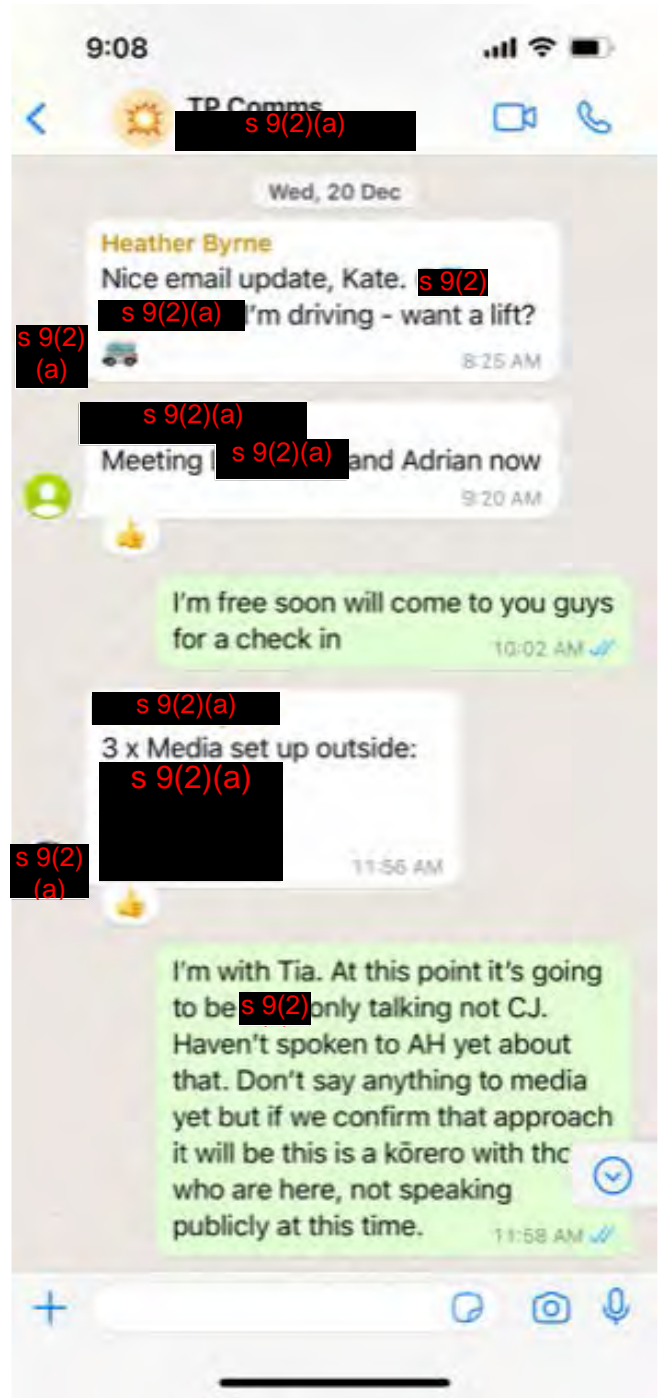 9:08
TP Comms
s 9(2)(a)
Wed, 20 Dec
Heather Byrne
Nice email update, Kate. s 9(2)
s 9(2)(a) I'm driving - want a lift?
s 9(2)
(a)
8:25 AM
s 9(2)(a)
Meeting s 9(2)(a) and Adrian now
9:20 AM
I'm free soon will come to you guys
for a check in
10:02 AM
s 9(2)(a)
3 x Media set up outside:
s 9(2)(a)
s 9(2)
(a)
11:56 AM
I'm with Tia. At this point it's going
to be s 9(2) only talking not CJ.
Haven't spoken to AH yet about
that. Don't say anything to media
yet but if we confirm that approach
it will be this is a kōrero with
who are here, not speaking
publicly at this time.
11:58 AM